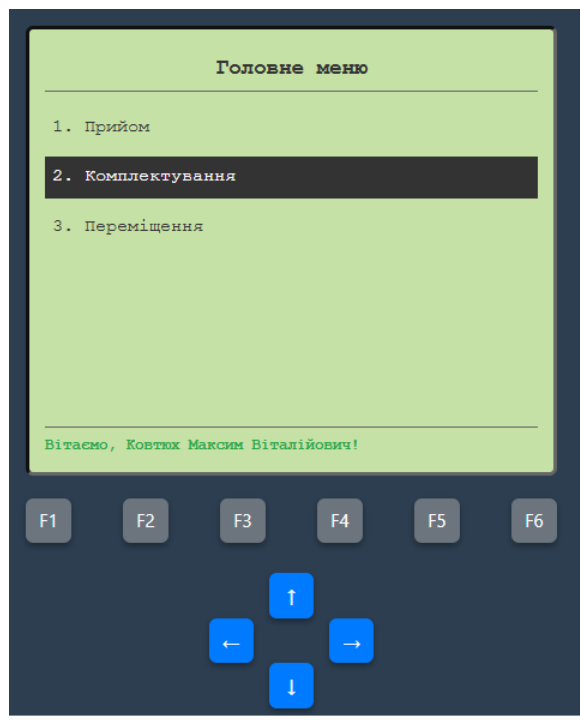 Головне меню
1. Прийом
2. Комплектування
3. Переміщення
Вітаємо, Ковтюх Максим Віталійович!
F1 F2 F3 F4 F5 F6
↑
← →
↓